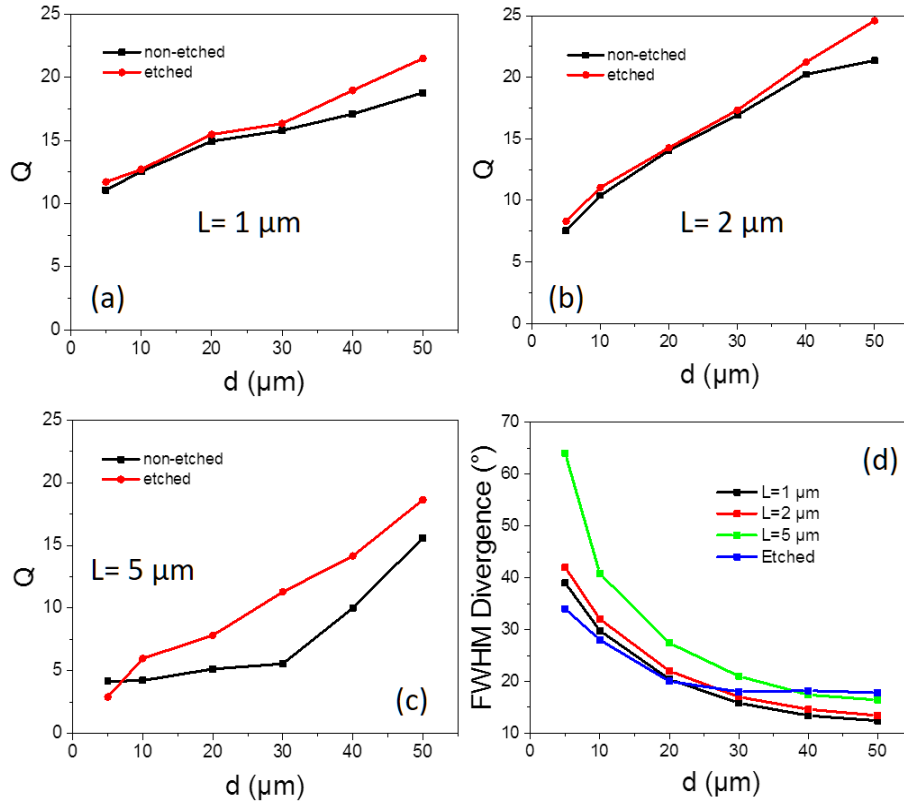 (a)
25
20
15
10
5
0
Q
non-etched
etched
L= 1 µm
0 10 20 30 40 50
d (µm)
(b)
25
20
15
10
5
0
Q
non-etched
etched
L= 2 µm
0 10 20 30 40 50
d (µm)
(c)
25
20
15
10
5
0
Q
non-etched
etched
L= 5 µm
0 10 20 30 40 50
d (µm)
(d)
70
60
50
40
30
20
10
FWHM Divergence (°)
L=1 µm
L=2 µm
L=5 µm
Etched
0 10 20 30 40 50
d (µm)